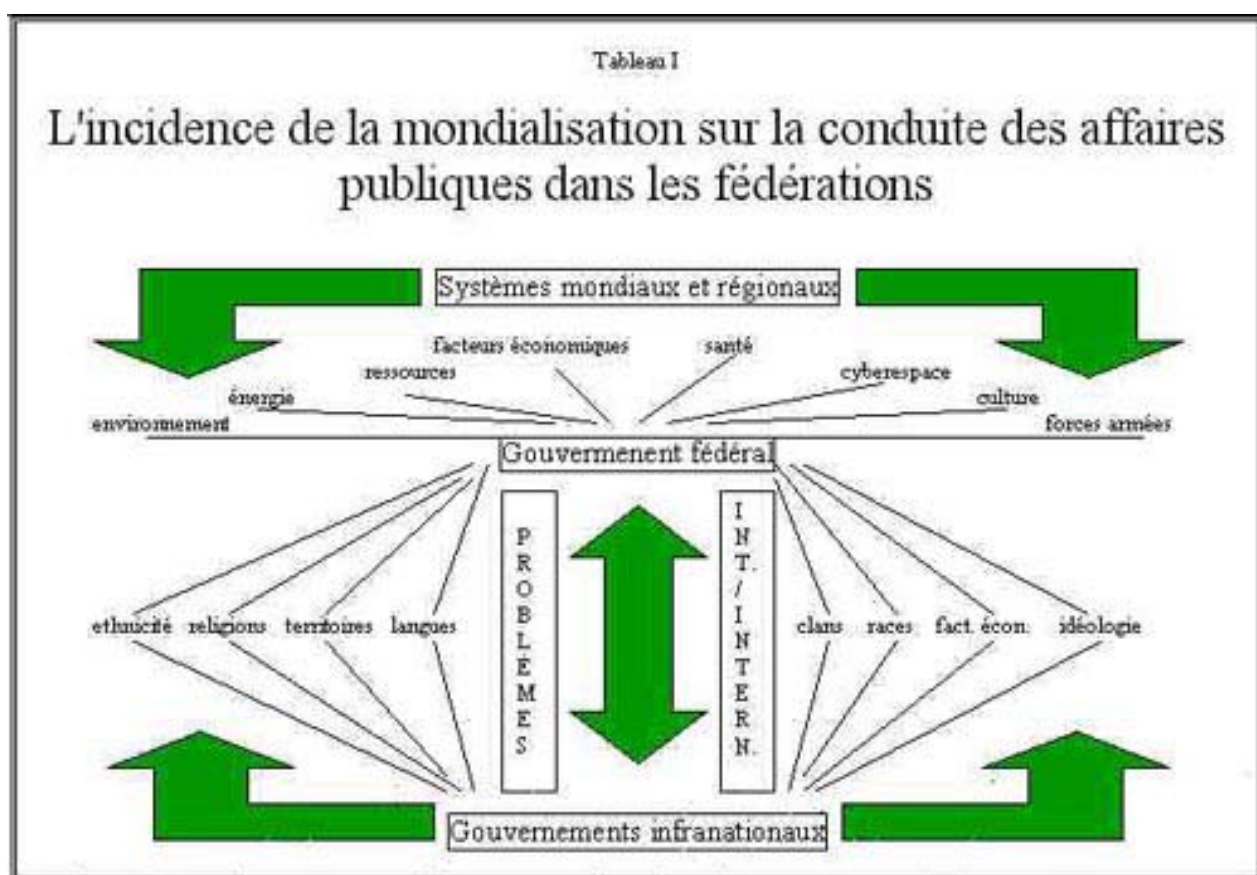 Tableau I
L'incidence de la mondialisation sur la conduite des affaires
publiques dans les fédérations
Systèmes mondiaux et régionaux
facteurs économiques santé
ressources cyberespace
énergie culture
environnement forces armées
Gouvermenent fédéral
PROBLÈMES
INT./INTERN.
ethnicité religions territoires langues clans races fact. écon. idéologie
Gouvernements infranationaux